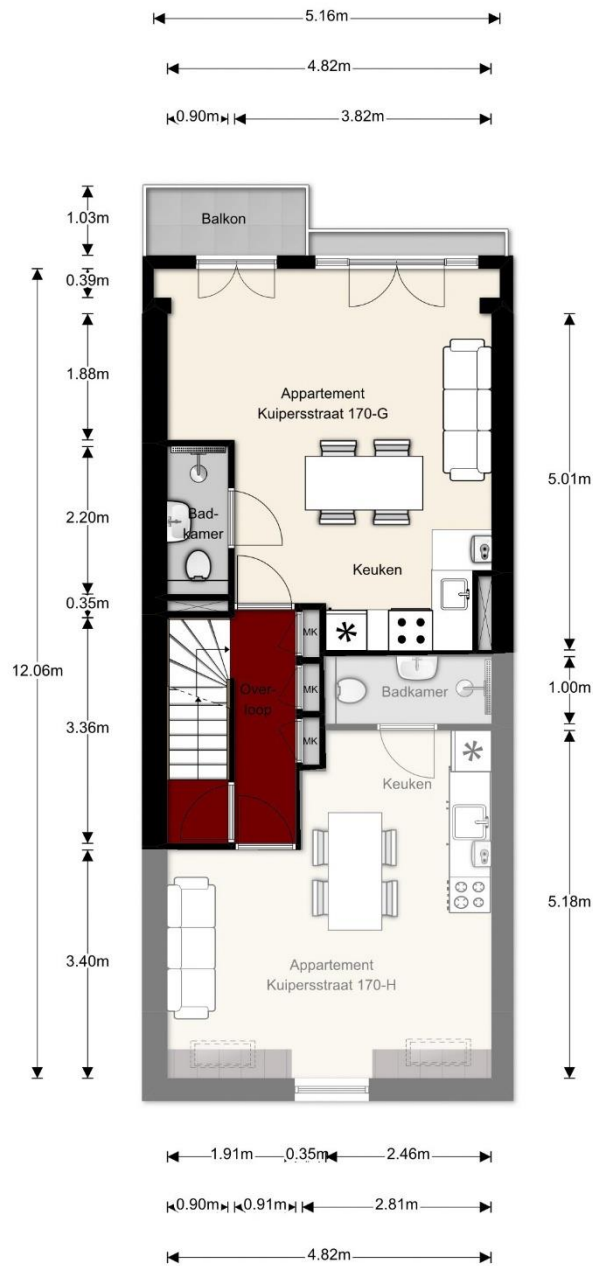 5.16m
4.82m
0.90m
3.82m
1.03m
Balkon
0.39m
1.88m
Appartement
Kuipersstraat 170-G
5.01m
2.20m
Bad-
kamer
Keuken
0.35m
MK
12.06m
Over-
loop
MK
Badkamer
1.00m
3.36m
MK
Keuken
5.18m
3.40m
Appartement
Kuipersstraat 170-H
1.91m
0.35m
2.46m
0.90m
0.91m
2.81m
4.82m